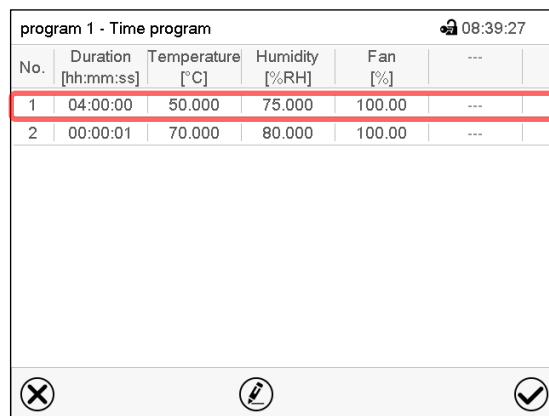 program 1 - Time program 08:39:27
No. Duration [hh:mm:ss] Temperature [°C] Humidity [%RH] Fan [%] ---
1 04:00:00 50.000 75.000 100.00 ---
2 00:00:01 70.000 80.000 100.00 ---